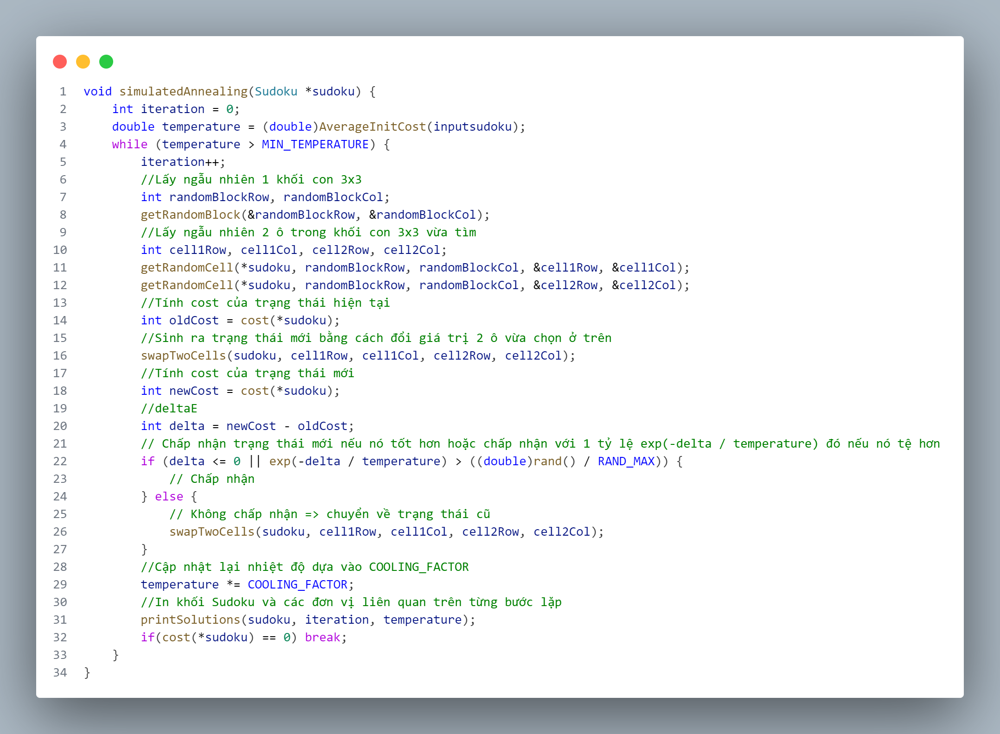 1 void simulatedAnnealing(Sudoku *sudoku) {
2     int iteration = 0;
3     double temperature = (double)AverageInitCost(inputsudoku);
4     while (temperature > MIN_TEMPERATURE) {
5         iteration++;
6         //Lấy ngẫu nhiên 1 khối con 3x3
7         int randomBlockRow, randomBlockCol;
8         getRandomBlock(&randomBlockRow, &randomBlockCol);
9         //Lấy ngẫu nhiên 2 ô trong khối con 3x3 vừa tìm
10         int cell1Row, cell1Col, cell2Row, cell2Col;
11         getRandomCell(*sudoku, randomBlockRow, randomBlockCol, &cell1Row, &cell1Col);
12         getRandomCell(*sudoku, randomBlockRow, randomBlockCol, &cell2Row, &cell2Col);
13         //Tính cost của trạng thái hiện tại
14         int oldCost = cost(*sudoku);
15         //Sinh ra trạng thái mới bằng cách đổi giá trị 2 ô vừa chọn ở trên
16         swapTwoCells(sudoku, cell1Row, cell1Col, cell2Row, cell2Col);
17         //Tính cost của trạng thái mới
18         int newCost = cost(*sudoku);
19         //deltaE
20         int delta = newCost - oldCost;
21         // Chấp nhận trạng thái mới nếu nó tốt hơn hoặc chấp nhận với 1 tỷ lệ exp(-delta / temperature) đó nếu nó tệ hơn
22         if (delta <= 0 || exp(-delta / temperature) > ((double)rand() / RAND_MAX)) {
23             // Chấp nhận
24         } else {
25             // Không chấp nhận => chuyển về trạng thái cũ
26             swapTwoCells(sudoku, cell1Row, cell1Col, cell2Row, cell2Col);
27         }
28         //Cập nhật lại nhiệt độ dựa vào COOLING_FACTOR
29         temperature *= COOLING_FACTOR;
30         //In khối Sudoku và các đơn vị liên quan trên từng bước lặp
31         printSolutions(sudoku, iteration, temperature);
32         if(cost(*sudoku) == 0) break;
33     }
34 }